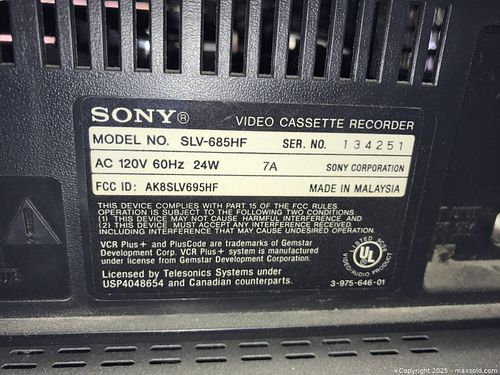 SONY®
VIDEO CASSETTE RECORDER
MODEL NO. SLV-685HF SER. NO. 134251
AC 120V 60Hz 24W 7A SONY CORPORATION
FCC ID: AK8SLV695HF MADE IN MALAYSIA
THIS DEVICE COMPLIES WITH PART 15 OF THE FCC RULES
OPERATION IS SUBJECT TO THE FOLLOWING TWO CONDITIONS.
(1) THIS DEVICE MAY NOT CAUSE HARMFUL INTERFERENCE, AND
(2) THIS DEVICE MUST ACCEPT ANY INTERFERENCE RECEIVED,
INCLUDING INTERFERENCE THAT MAY CAUSE UNDESIRED OPERATION.
VCR Plus+ and PlusCode are trademarks of Gemstar
Development Corp. VCR Plus+ system is manufactured
under license from Gemstar Development Corporation.
Licensed by Telesonics Systems under
USP4048654 and Canadian counterparts.
LISTED
UL
VIDEO/AUDIO PRODUCT
3-975-646-01
©Copyright 2025 - maxsold.com